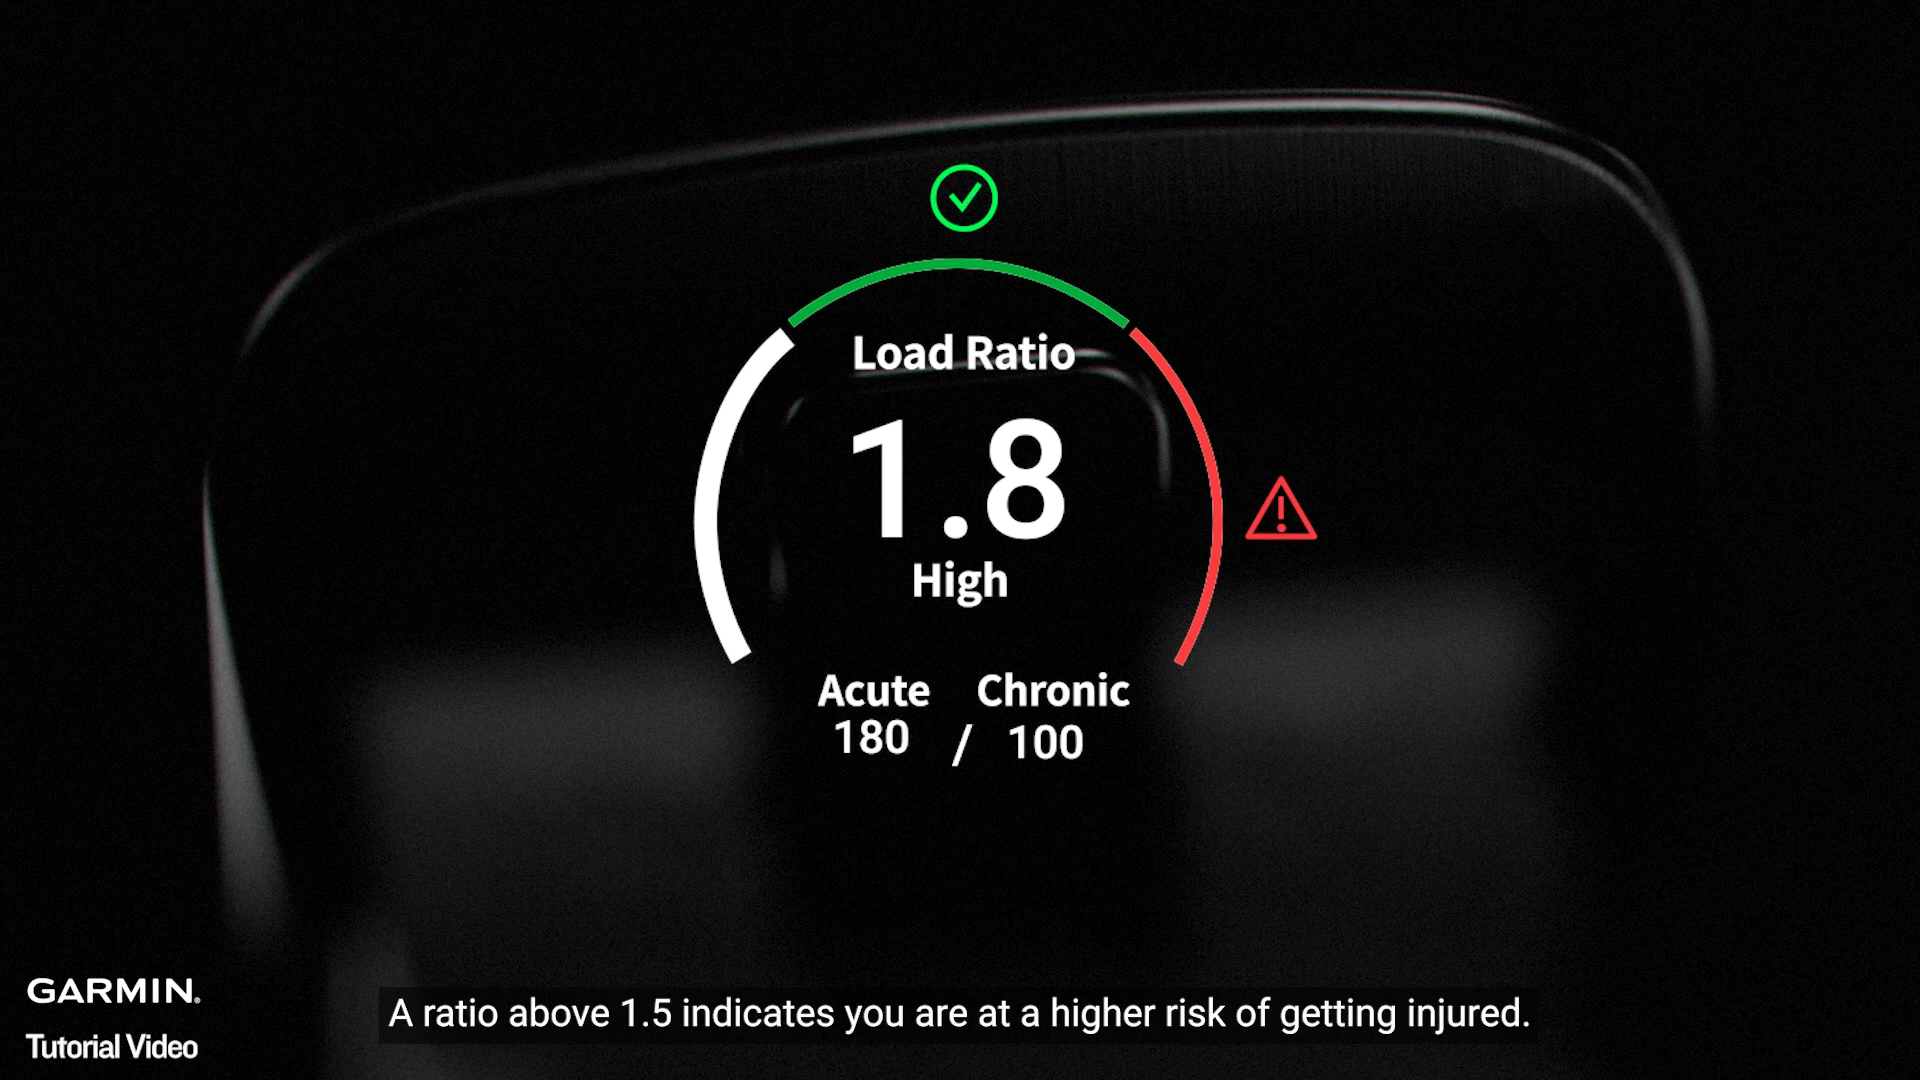 Load Ratio
1.8
High
Acute Chronic
180 / 100
GARMIN®
Tutorial Video
A ratio above 1.5 indicates you are at a higher risk of getting injured.